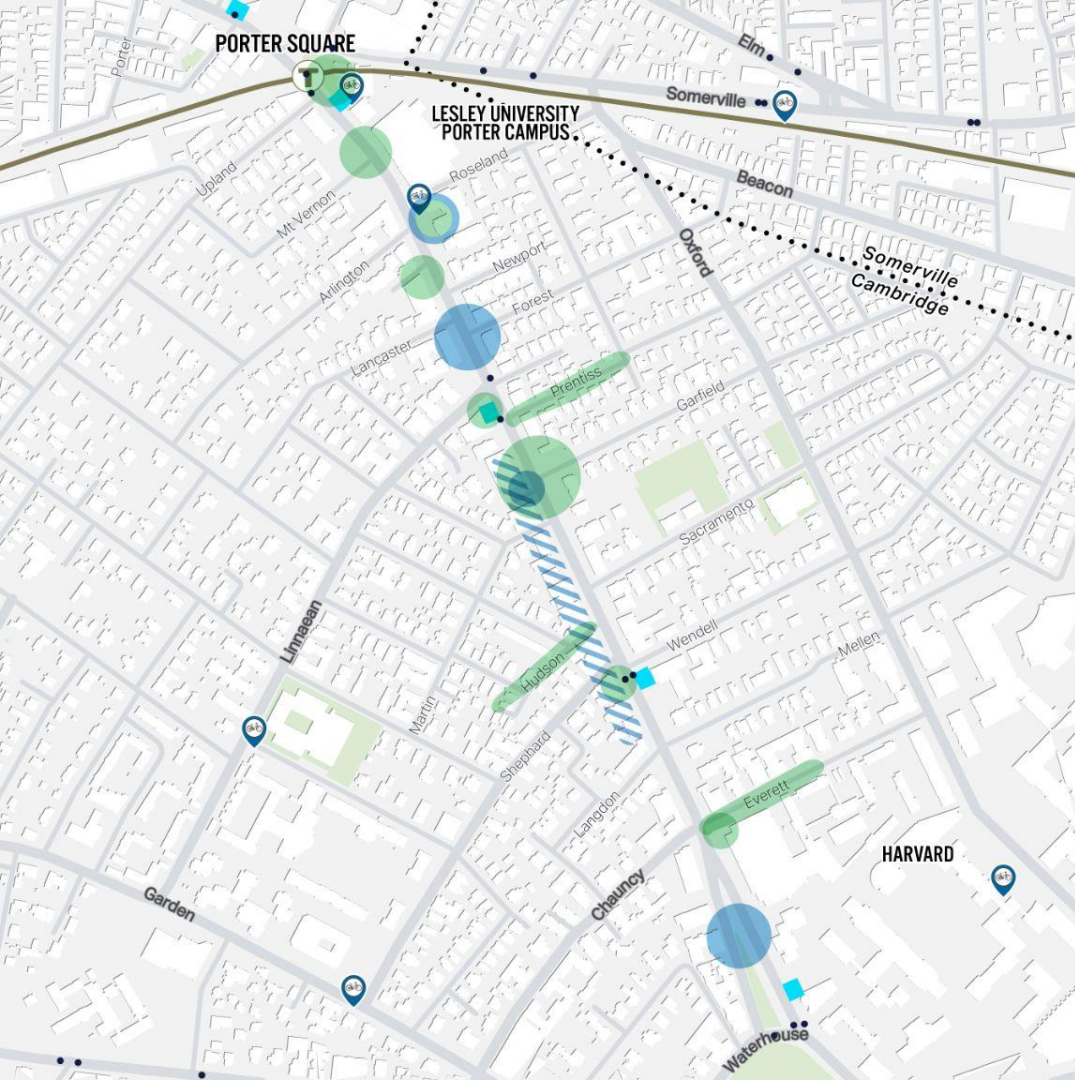 PORTER SQUARE
Porter
Elm
Somerville
T
LESLEY UNIVERSITY
PORTER CAMPUS
Roseland
Upland
Beacon
Mt Vernon
Oxford
Newport
Somerville
Cambridge
Arlington
Forest
Lancaster
Prentiss
Garfield
Sacramento
Linnaean
Wendell
Mellen
Hudson
Martin
Shephard
Everett
Langdon
HARVARD
Chauncy
Garden
Waterhouse